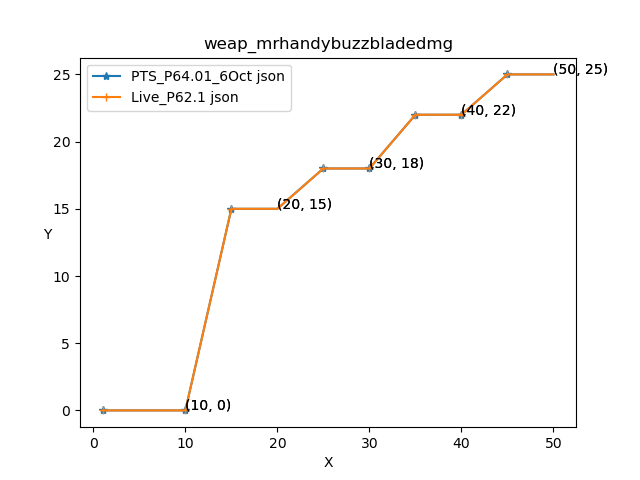 weap_mrhandybuzzbladedmg
PTS_P64.01_6Oct json
Live_P62.1 json
(50, 25)
(40, 22)
(30, 18)
(20, 15)
(10, 0)
25
20
15
10
5
0
Y
0 10 20 30 40 50
X